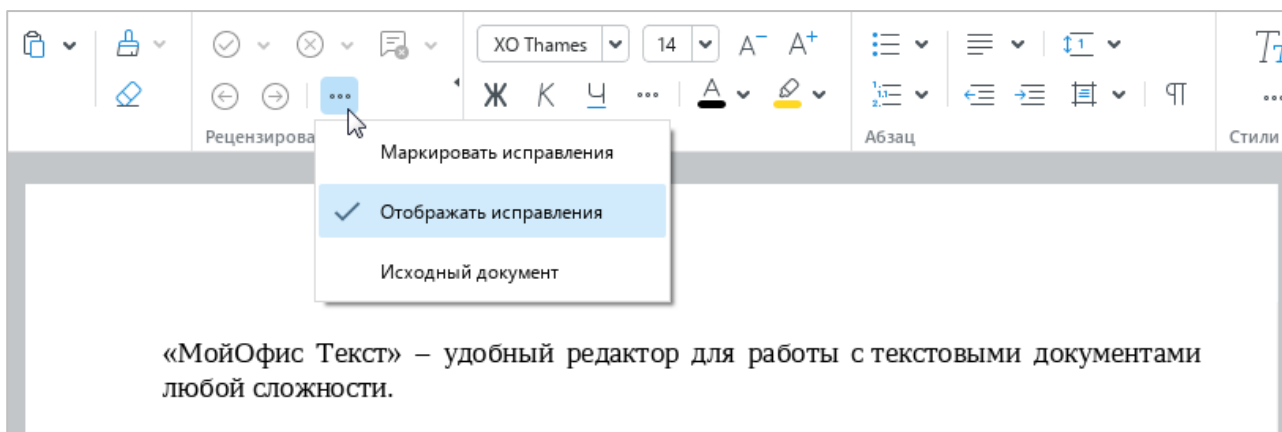 XO Thames
14
A⁻ A⁺
Ж К Ч
A
Рецензирова
Абзац
Стили
Маркировать исправления
Отображать исправления
Исходный документ
«МойОфис Текст» – удобный редактор для работы с текстовыми документами
любой сложности.